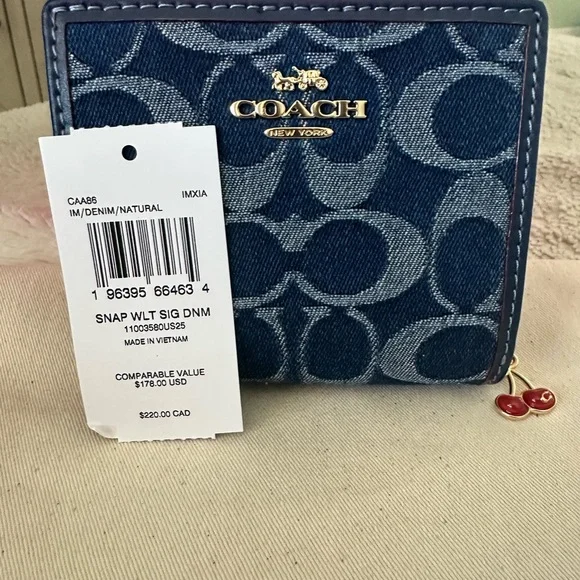 COACH
NEW YORK
CAA86 IMXIA
IM/DENIM/NATURAL
1 96395 66463 4
SNAP WLT SIG DNM
11003580US25
MADE IN VIETNAM
COMPARABLE VALUE
$178.00 USD
$220.00 CAD